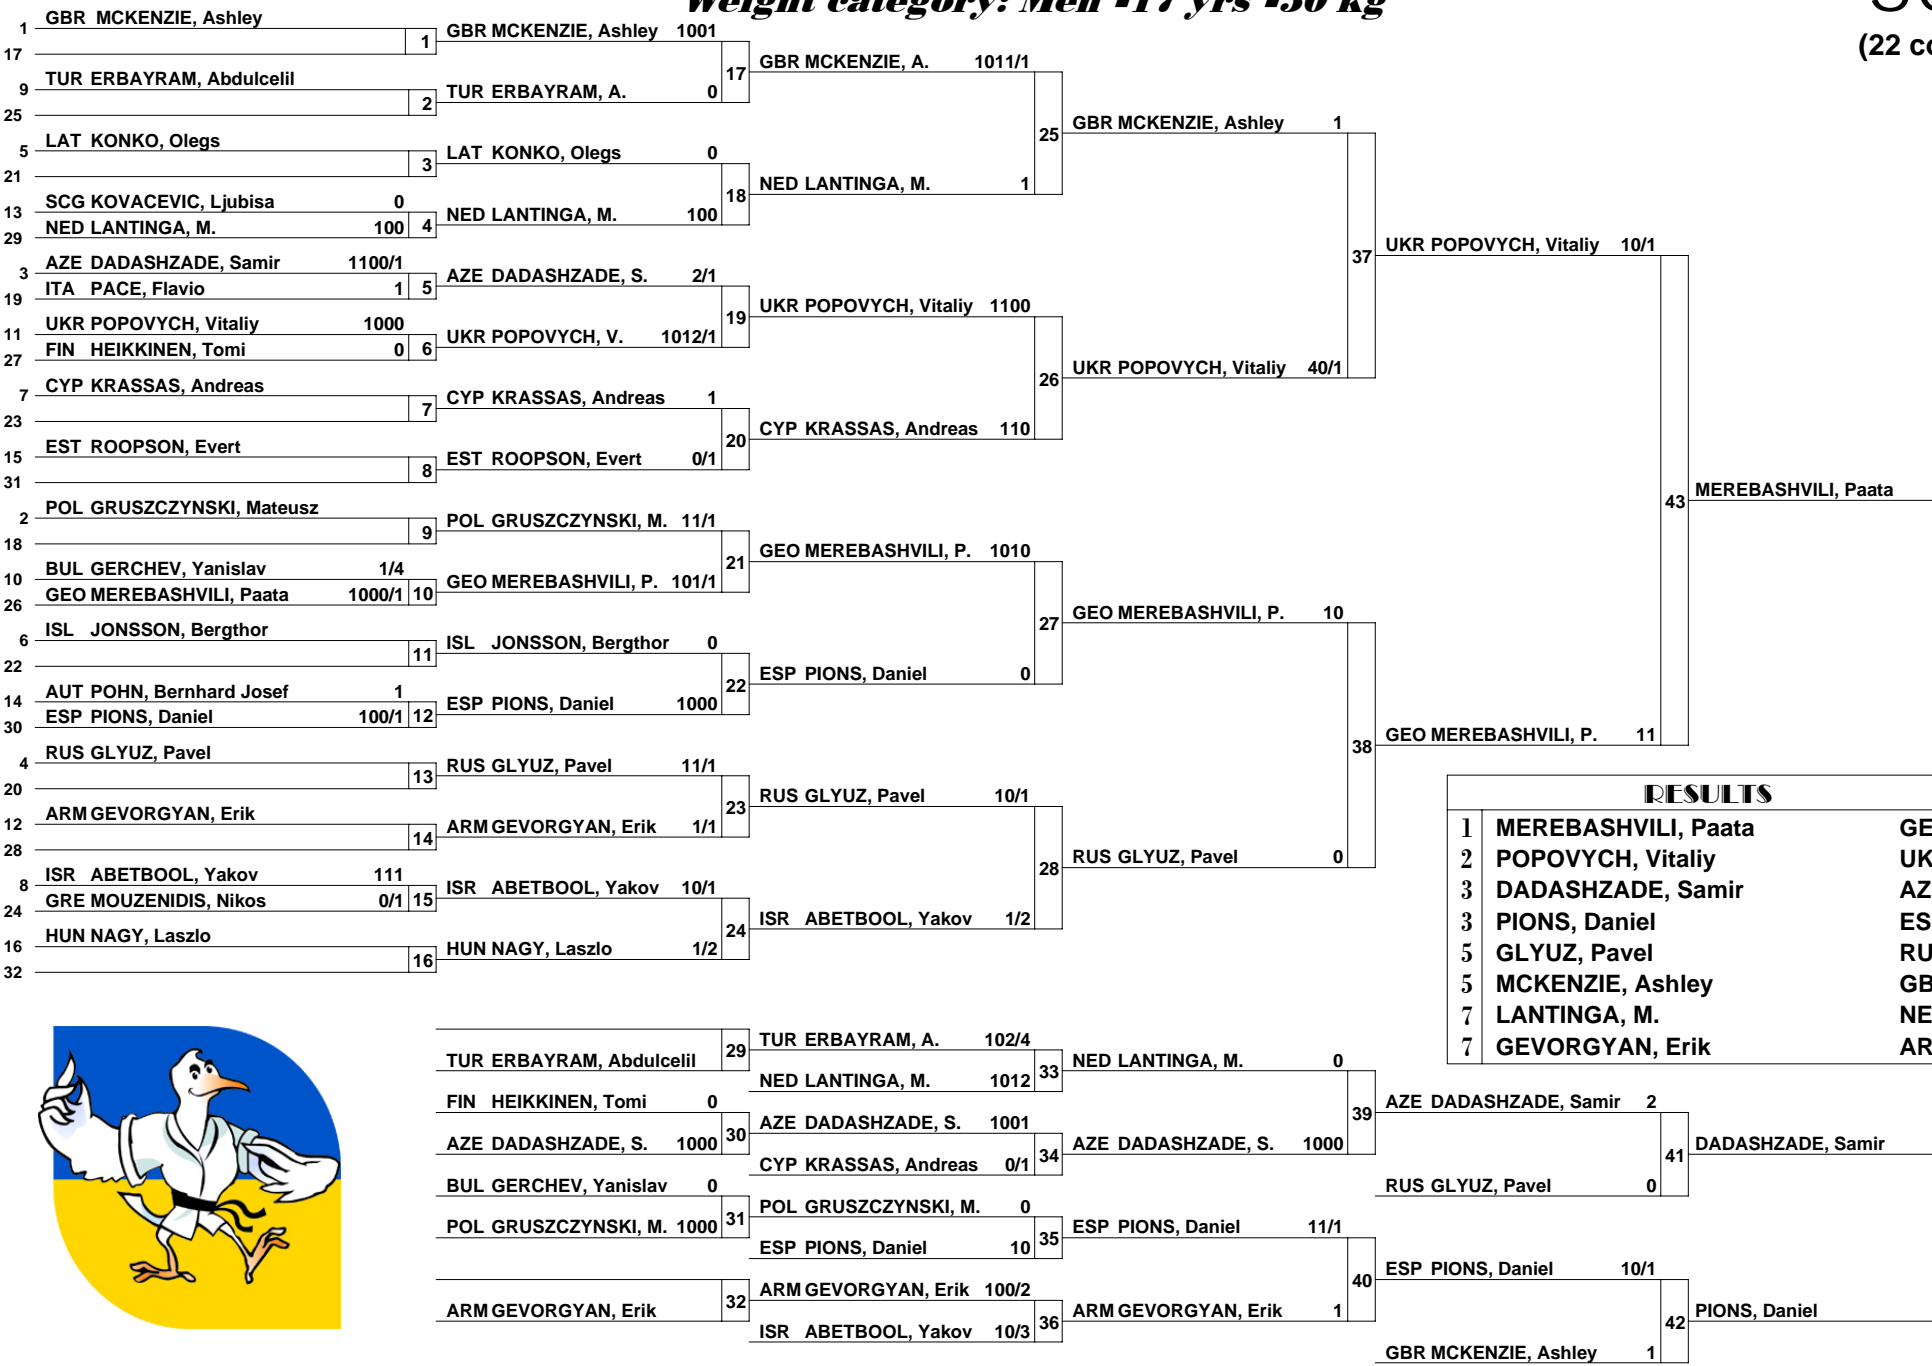 Weight category: Men -17 yrs -50 kg
(22 co
1 GBR MCKENZIE, Ashley
17
1
9 TUR ERBAYRAM, Abdulcelil
25
2
5 LAT KONKO, Olegs
21
3
13 SCG KOVACEVIC, Ljubisa 0
29 NED LANTINGA, M. 100
4
3 AZE DADASHZADE, Samir 1100/1
19 ITA PACE, Flavio 1
5
11 UKR POPOVYCH, Vitaliy 1000
27 FIN HEIKKINEN, Tomi 0
6
7 CYP KRASSAS, Andreas
23
7
15 EST ROOPSON, Evert
31
8
2 POL GRUSZCZYNSKI, Mateusz
18
9
10 BUL GERCHEV, Yanislav 1/4
26 GEO MEREBASHVILI, Paata 1000/1
10
6 ISL JONSSON, Bergthor
22
11
14 AUT POHN, Bernhard Josef 1
30 ESP PIONS, Daniel 100/1
12
4 RUS GLYUZ, Pavel
20
13
12 ARM GEVORGYAN, Erik
28
14
8 ISR ABETBOOL, Yakov 111
24 GRE MOUZENIDIS, Nikos 0/1
15
16 HUN NAGY, Laszlo
32
16
GBR MCKENZIE, Ashley 1001
17
TUR ERBAYRAM, A. 0
LAT KONKO, Olegs 0
18
NED LANTINGA, M. 100
AZE DADASHZADE, S. 2/1
19
UKR POPOVYCH, V. 1012/1
CYP KRASSAS, Andreas 1
20
EST ROOPSON, Evert 0/1
POL GRUSZCZYNSKI, M. 11/1
21
GEO MEREBASHVILI, P. 101/1
ISL JONSSON, Bergthor 0
22
ESP PIONS, Daniel 1000
RUS GLYUZ, Pavel 11/1
23
ARM GEVORGYAN, Erik 1/1
ISR ABETBOOL, Yakov 10/1
24
HUN NAGY, Laszlo 1/2
GBR MCKENZIE, A. 1011/1
25
NED LANTINGA, M. 1
UKR POPOVYCH, Vitaliy 1100
26
CYP KRASSAS, Andreas 110
GEO MEREBASHVILI, P. 1010
27
ESP PIONS, Daniel 0
RUS GLYUZ, Pavel 10/1
28
ISR ABETBOOL, Yakov 1/2
GBR MCKENZIE, Ashley 1
37
UKR POPOVYCH, Vitaliy 40/1
GEO MEREBASHVILI, P. 10
38
RUS GLYUZ, Pavel 0
UKR POPOVYCH, Vitaliy 10/1
43
GEO MEREBASHVILI, P. 11
MEREBASHVILI, Paata
RESULTS
1 MEREBASHVILI, Paata GE
2 POPOVYCH, Vitaliy UK
3 DADASHZADE, Samir AZ
3 PIONS, Daniel ES
5 GLYUZ, Pavel RU
5 MCKENZIE, Ashley GB
7 LANTINGA, M. NE
7 GEVORGYAN, Erik AR
TUR ERBAYRAM, Abdulcelil
29
FIN HEIKKINEN, Tomi 0
30
AZE DADASHZADE, S. 1000
BUL GERCHEV, Yanislav 0
31
POL GRUSZCZYNSKI, M. 1000
ARM GEVORGYAN, Erik
32
TUR ERBAYRAM, A. 102/4
33
NED LANTINGA, M. 1012
AZE DADASHZADE, S. 1001
34
CYP KRASSAS, Andreas 0/1
POL GRUSZCZYNSKI, M. 0
35
ESP PIONS, Daniel 10
ARM GEVORGYAN, Erik 100/2
36
ISR ABETBOOL, Yakov 10/3
NED LANTINGA, M. 0
39
AZE DADASHZADE, S. 1000
ESP PIONS, Daniel 11/1
40
ARM GEVORGYAN, Erik 1
AZE DADASHZADE, Samir 2
41
RUS GLYUZ, Pavel 0
ESP PIONS, Daniel 10/1
42
GBR MCKENZIE, Ashley 1
DADASHZADE, Samir
PIONS, Daniel